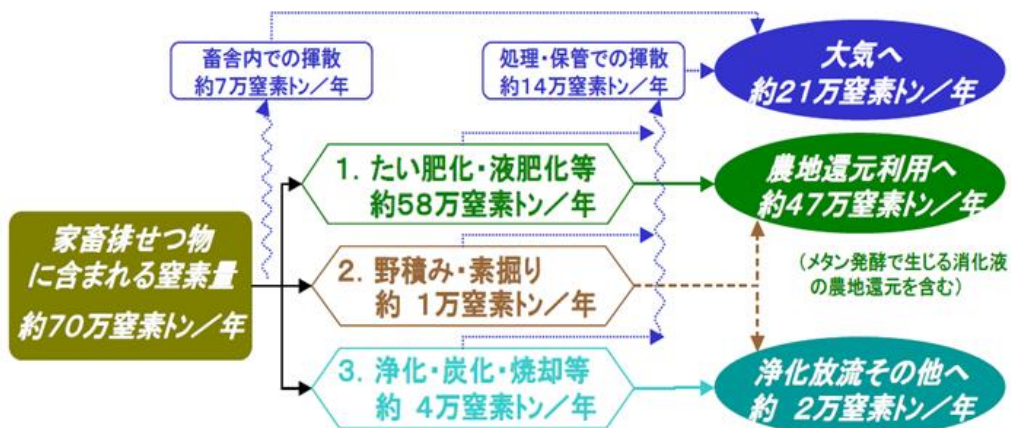 畜舎内での揮散
約7万窒素トン／年
処理・保管での揮散
約14万窒素トン／年
大気へ
約21万窒素トン／年
1. たい肥化・液肥化等
約58万窒素トン／年
農地還元利用へ
約47万窒素トン／年
家畜排せつ物
に含まれる窒素量
約70万窒素トン／年
2. 野積み・素掘り
約 1万窒素トン／年
（メタン発酵で生じる消化液
の農地還元を含む）
3. 浄化・炭化・焼却等
約 4万窒素トン／年
浄化放流その他へ
約 2万窒素トン／年